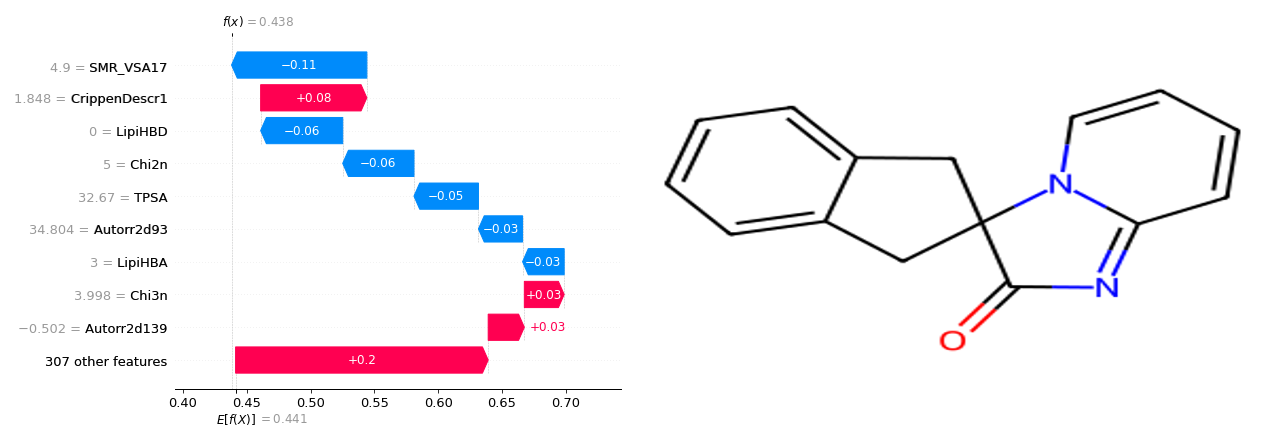 f(x) = 0.438
4.9 = SMR_VSA17
−0.11
1.848 = CrippenDescr1
+0.08
0 = LipiHBD
−0.06
5 = Chi2n
−0.06
32.67 = TPSA
−0.05
34.804 = Autorr2d93
−0.03
3 = LipiHBA
−0.03
3.998 = Chi3n
+0.03
−0.502 = Autorr2d139
+0.03
307 other features
+0.2
0.40 0.45 0.50 0.55 0.60 0.65 0.70
E[f(X)] = 0.441
N
N
O